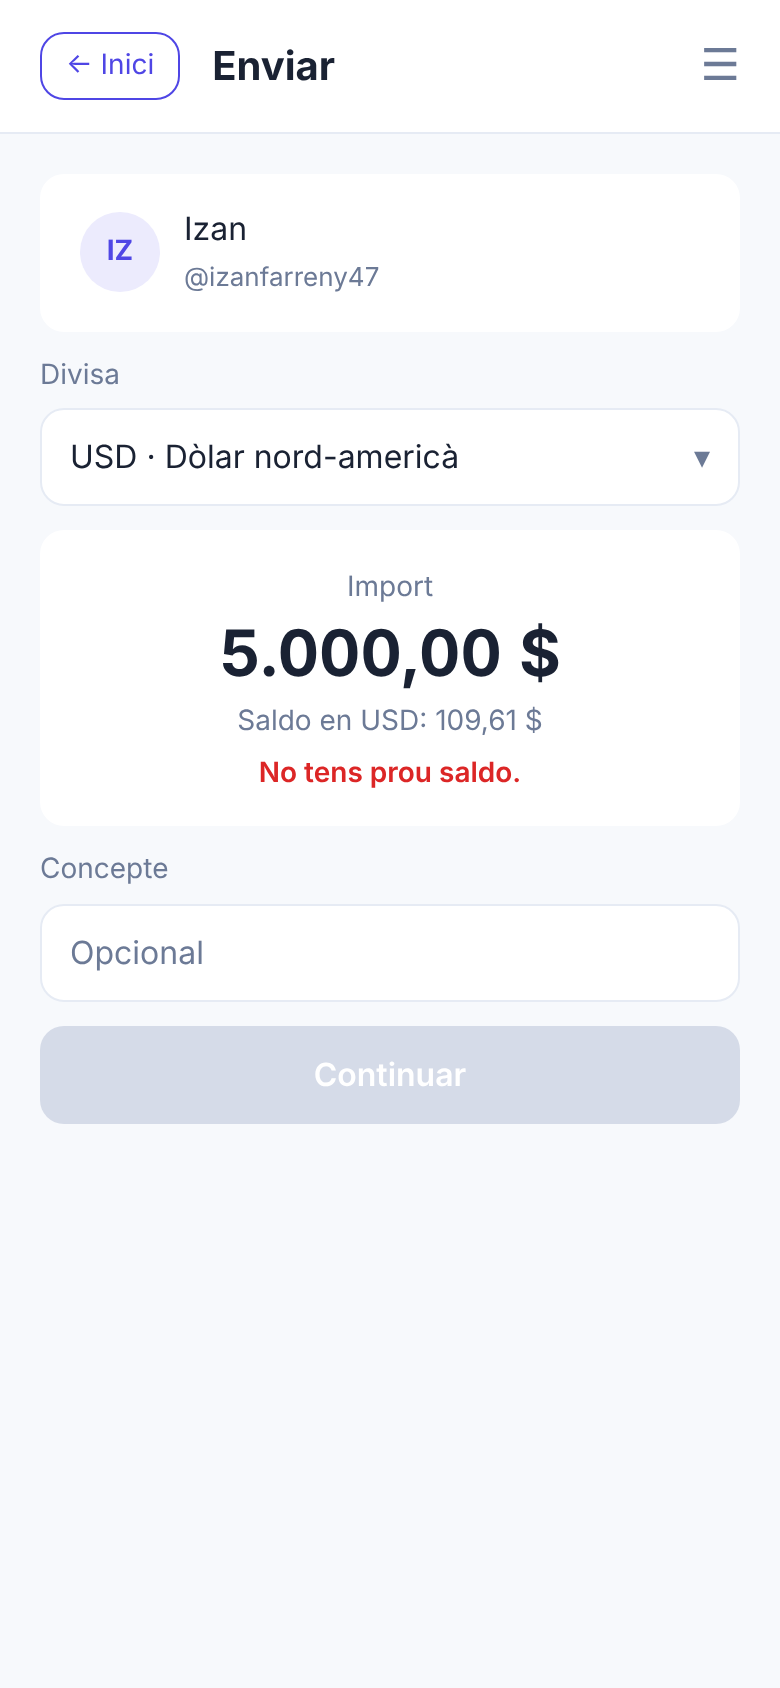 ← Inici
Enviar
☰
IZ
Izan
@izanfarreny47
Divisa
USD · Dòlar nord-americà
▼
Import
5.000,00 $
Saldo en USD: 109,61 $
No tens prou saldo.
Concepte
Opcional
Continuar